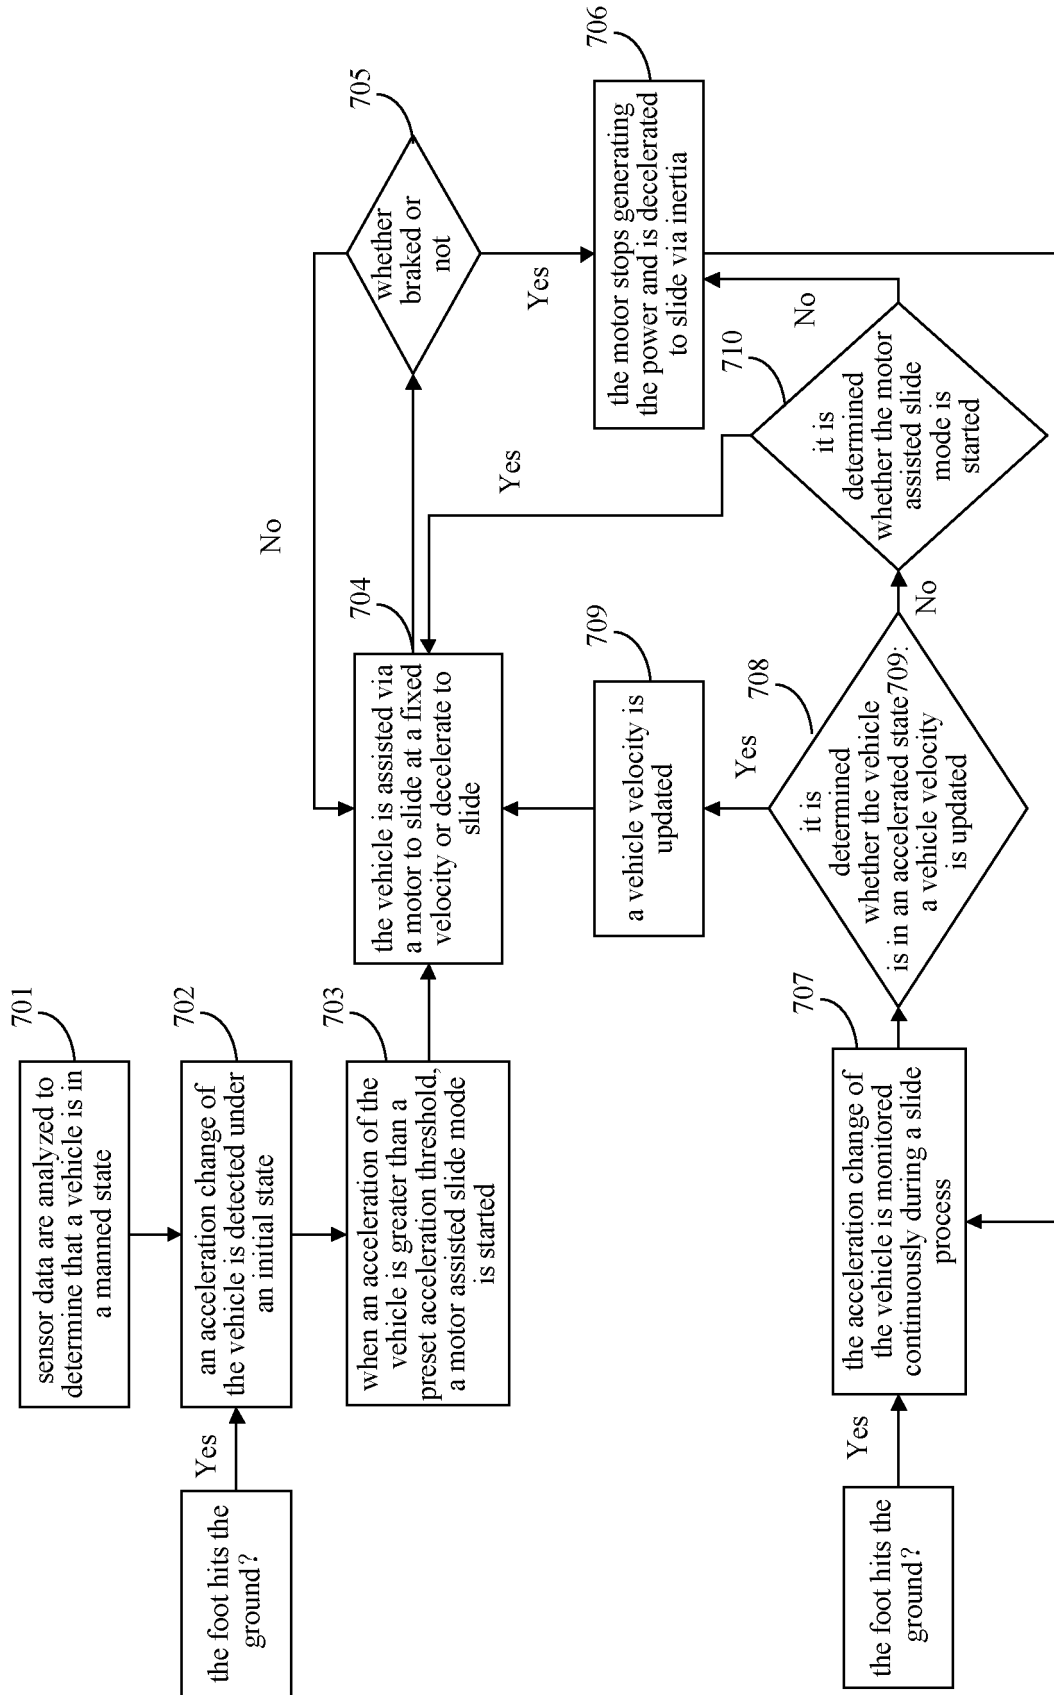 701
sensor data are analyzed to
determine that a vehicle is in
a manned state
the foot hits the
ground?
Yes
702
an acceleration change of
the vehicle is detected under
an initial state
703
when an acceleration of the
vehicle is greater than a
preset acceleration threshold,
a motor assisted slide mode
is started
704
the vehicle is assisted via
a motor to slide at a fixed
velocity or decelerate to
slide
No
705
whether
braked or
not
Yes
706
the motor stops generating
the power and is decelerated
to slide via inertia
the foot hits the
ground?
Yes
707
the acceleration change of
the vehicle is monitored
continuously during a slide
process
708
it is
determined
whether the vehicle
is in an accelerated state709:
a vehicle velocity
is updated
Yes
709
a vehicle velocity is
updated
No
710
it is
determined
whether the motor
assisted slide
mode is
started
Yes
No